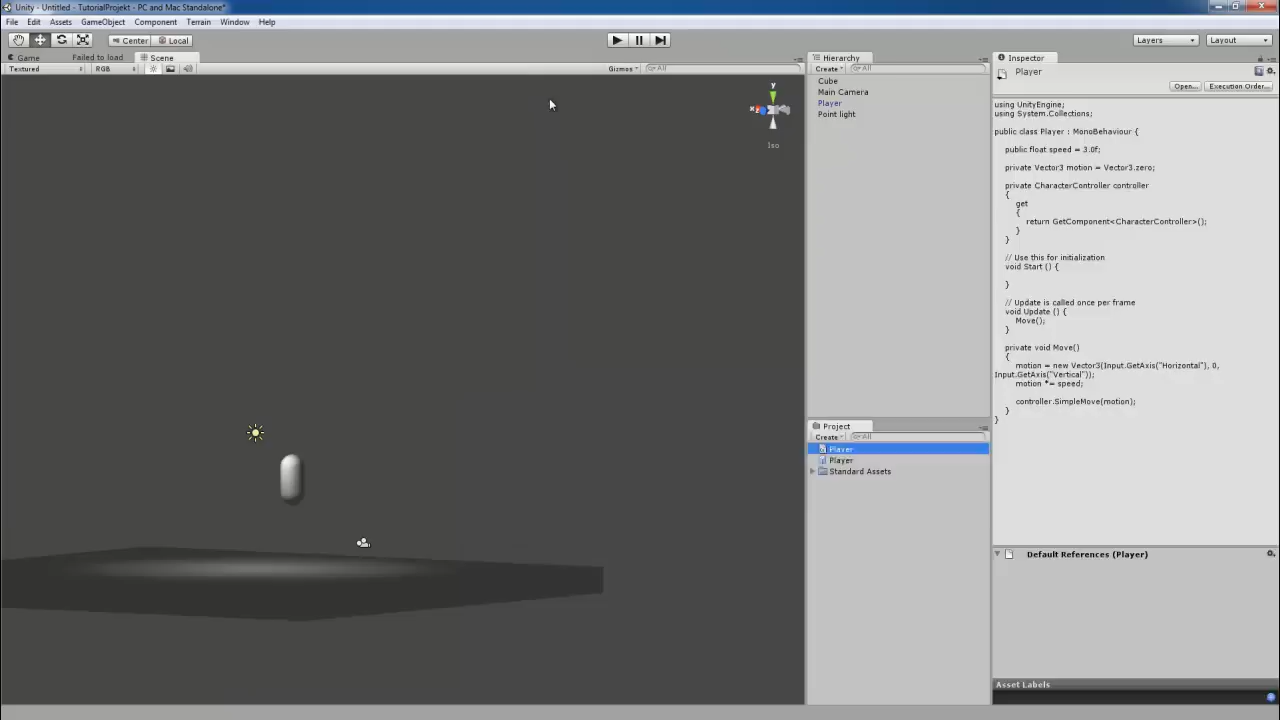 Unity - Untitled - TutorialProjekt - PC and Mac Standalone*
File Edit Assets GameObject Component Terrain Window Help
Center Local
Layers Layout
Game Failed to load Scene
Textured RGB Gizmos All
y
x
Iso
Hierarchy
Create All
Cube
Main Camera
Player
Point light
Project
Create All
Player
Player
Standard Assets
Inspector
Player
Open... Execution Order...
using UnityEngine;
using System.Collections;
public class Player : MonoBehaviour {
public float speed = 3.0f;
private Vector3 motion = Vector3.zero;
private CharacterController controller
{
get
{
return GetComponent<CharacterController>();
}
}
// Use this for initialization
void Start () {
}
// Update is called once per frame
void Update () {
Move();
}
private void Move()
{
motion = new Vector3(Input.GetAxis("Horizontal"), 0,
Input.GetAxis("Vertical"));
motion *= speed;
controller.SimpleMove(motion);
}
}
Default References (Player)
Asset Labels